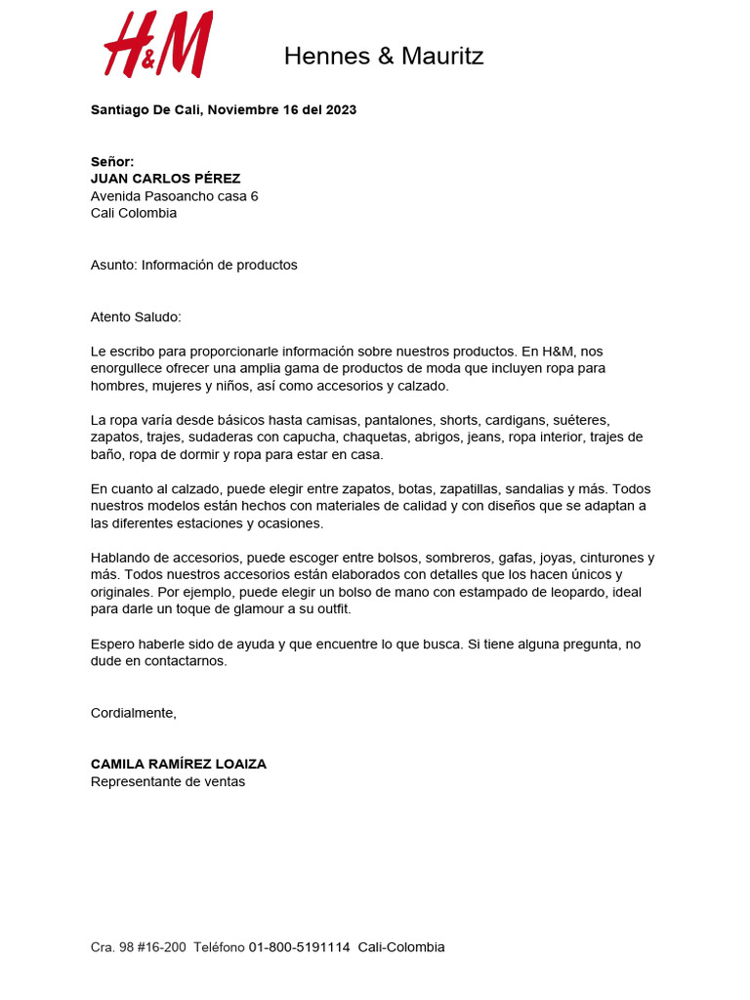 H&M
Hennes & Mauritz
Santiago De Cali, Noviembre 16 del 2023
Señor:
JUAN CARLOS PÉREZ
Avenida Pasoancho casa 6
Cali Colombia
Asunto: Información de productos
Atento Saludo:
Le escribo para proporcionarle información sobre nuestros productos. En H&M, nos
enorgullece ofrecer una amplia gama de productos de moda que incluyen ropa para
hombres, mujeres y niños, así como accesorios y calzado.
La ropa varía desde básicos hasta camisas, pantalones, shorts, cardigans, suéteres,
zapatos, trajes, sudaderas con capucha, chaquetas, abrigos, jeans, ropa interior, trajes de
baño, ropa de dormir y ropa para estar en casa.
En cuanto al calzado, puede elegir entre zapatos, botas, zapatillas, sandalias y más. Todos
nuestros modelos están hechos con materiales de calidad y con diseños que se adaptan a
las diferentes estaciones y ocasiones.
Hablando de accesorios, puede escoger entre bolsos, sombreros, gafas, joyas, cinturones y
más. Todos nuestros accesorios están elaborados con detalles que los hacen únicos y
originales. Por ejemplo, puede elegir un bolso de mano con estampado de leopardo, ideal
para darle un toque de glamour a su outfit.
Espero haberle sido de ayuda y que encuentre lo que busca. Si tiene alguna pregunta, no
dude en contactarnos.
Cordialmente,
CAMILA RAMÍREZ LOAIZA
Representante de ventas
Cra. 98 #16-200 Teléfono 01-800-5191114 Cali-Colombia